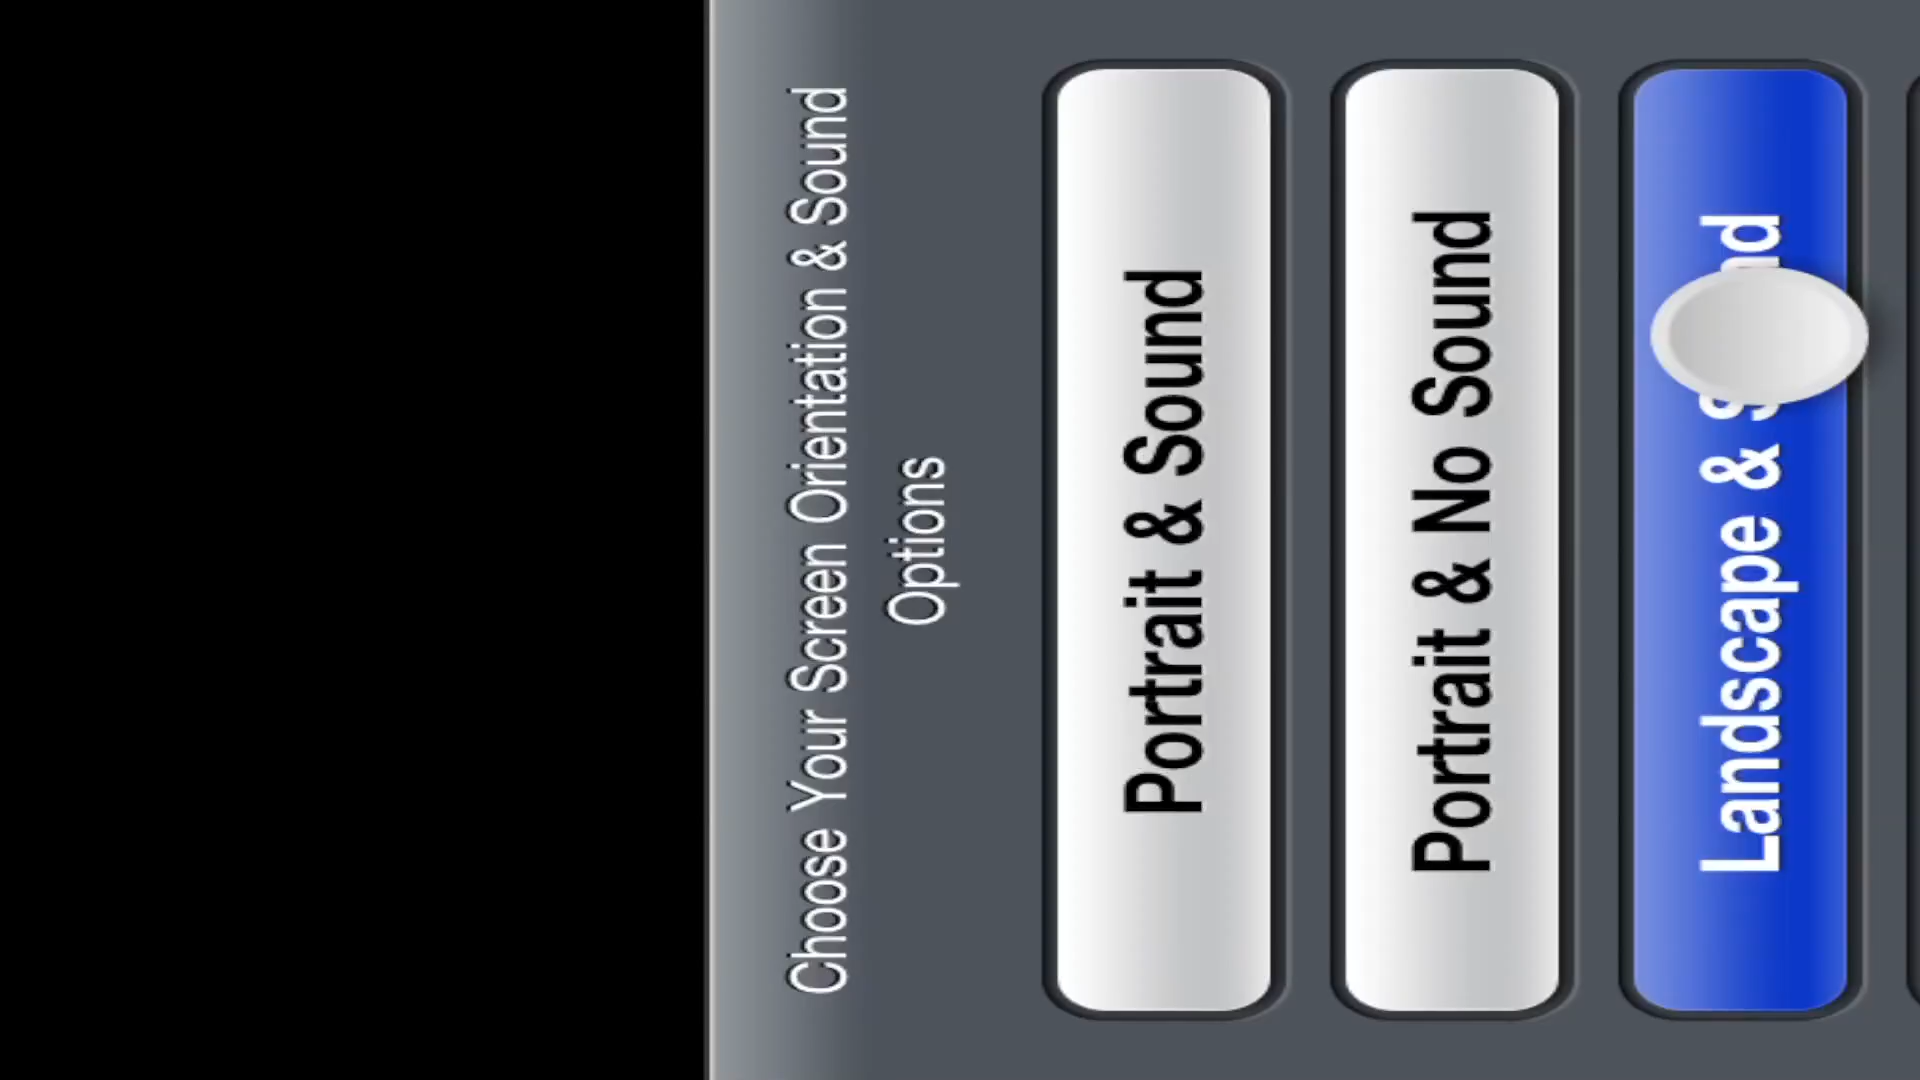 Choose Your Screen Orientation & Sound
Options
Portrait & Sound
Portrait & No Sound
Landscape &